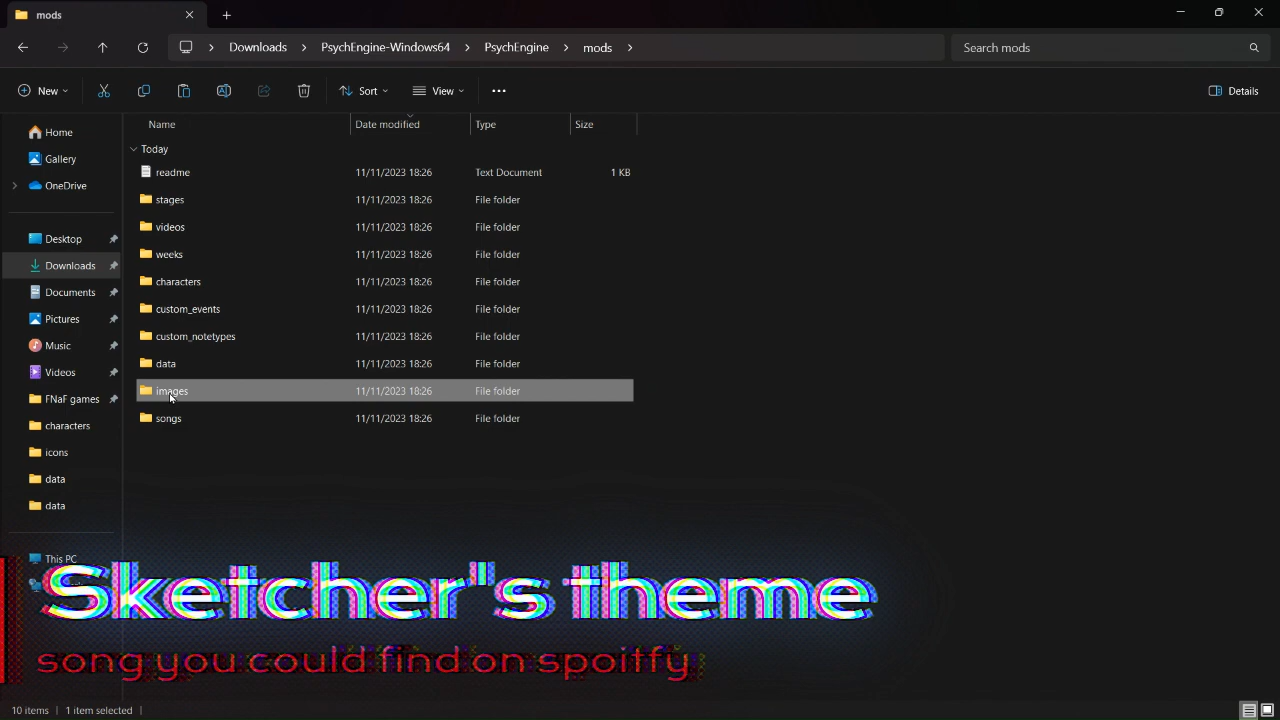 mods
Downloads > PsychEngine-Windows64 > PsychEngine > mods >
Search mods
New
Sort
View
Details
Name Date modified Type Size
Home
Gallery
OneDrive
Desktop
Downloads
Documents
Pictures
Music
Videos
FNaF games
characters
icons
data
data
This PC
Today
readme 11/11/2023 18:26 Text Document 1 KB
stages 11/11/2023 18:26 File folder
videos 11/11/2023 18:26 File folder
weeks 11/11/2023 18:26 File folder
characters 11/11/2023 18:26 File folder
custom_events 11/11/2023 18:26 File folder
custom_notetypes 11/11/2023 18:26 File folder
data 11/11/2023 18:26 File folder
images 11/11/2023 18:26 File folder
songs 11/11/2023 18:26 File folder
Sketcher's theme
song you could find on spoitfy
10 items
1 item selected